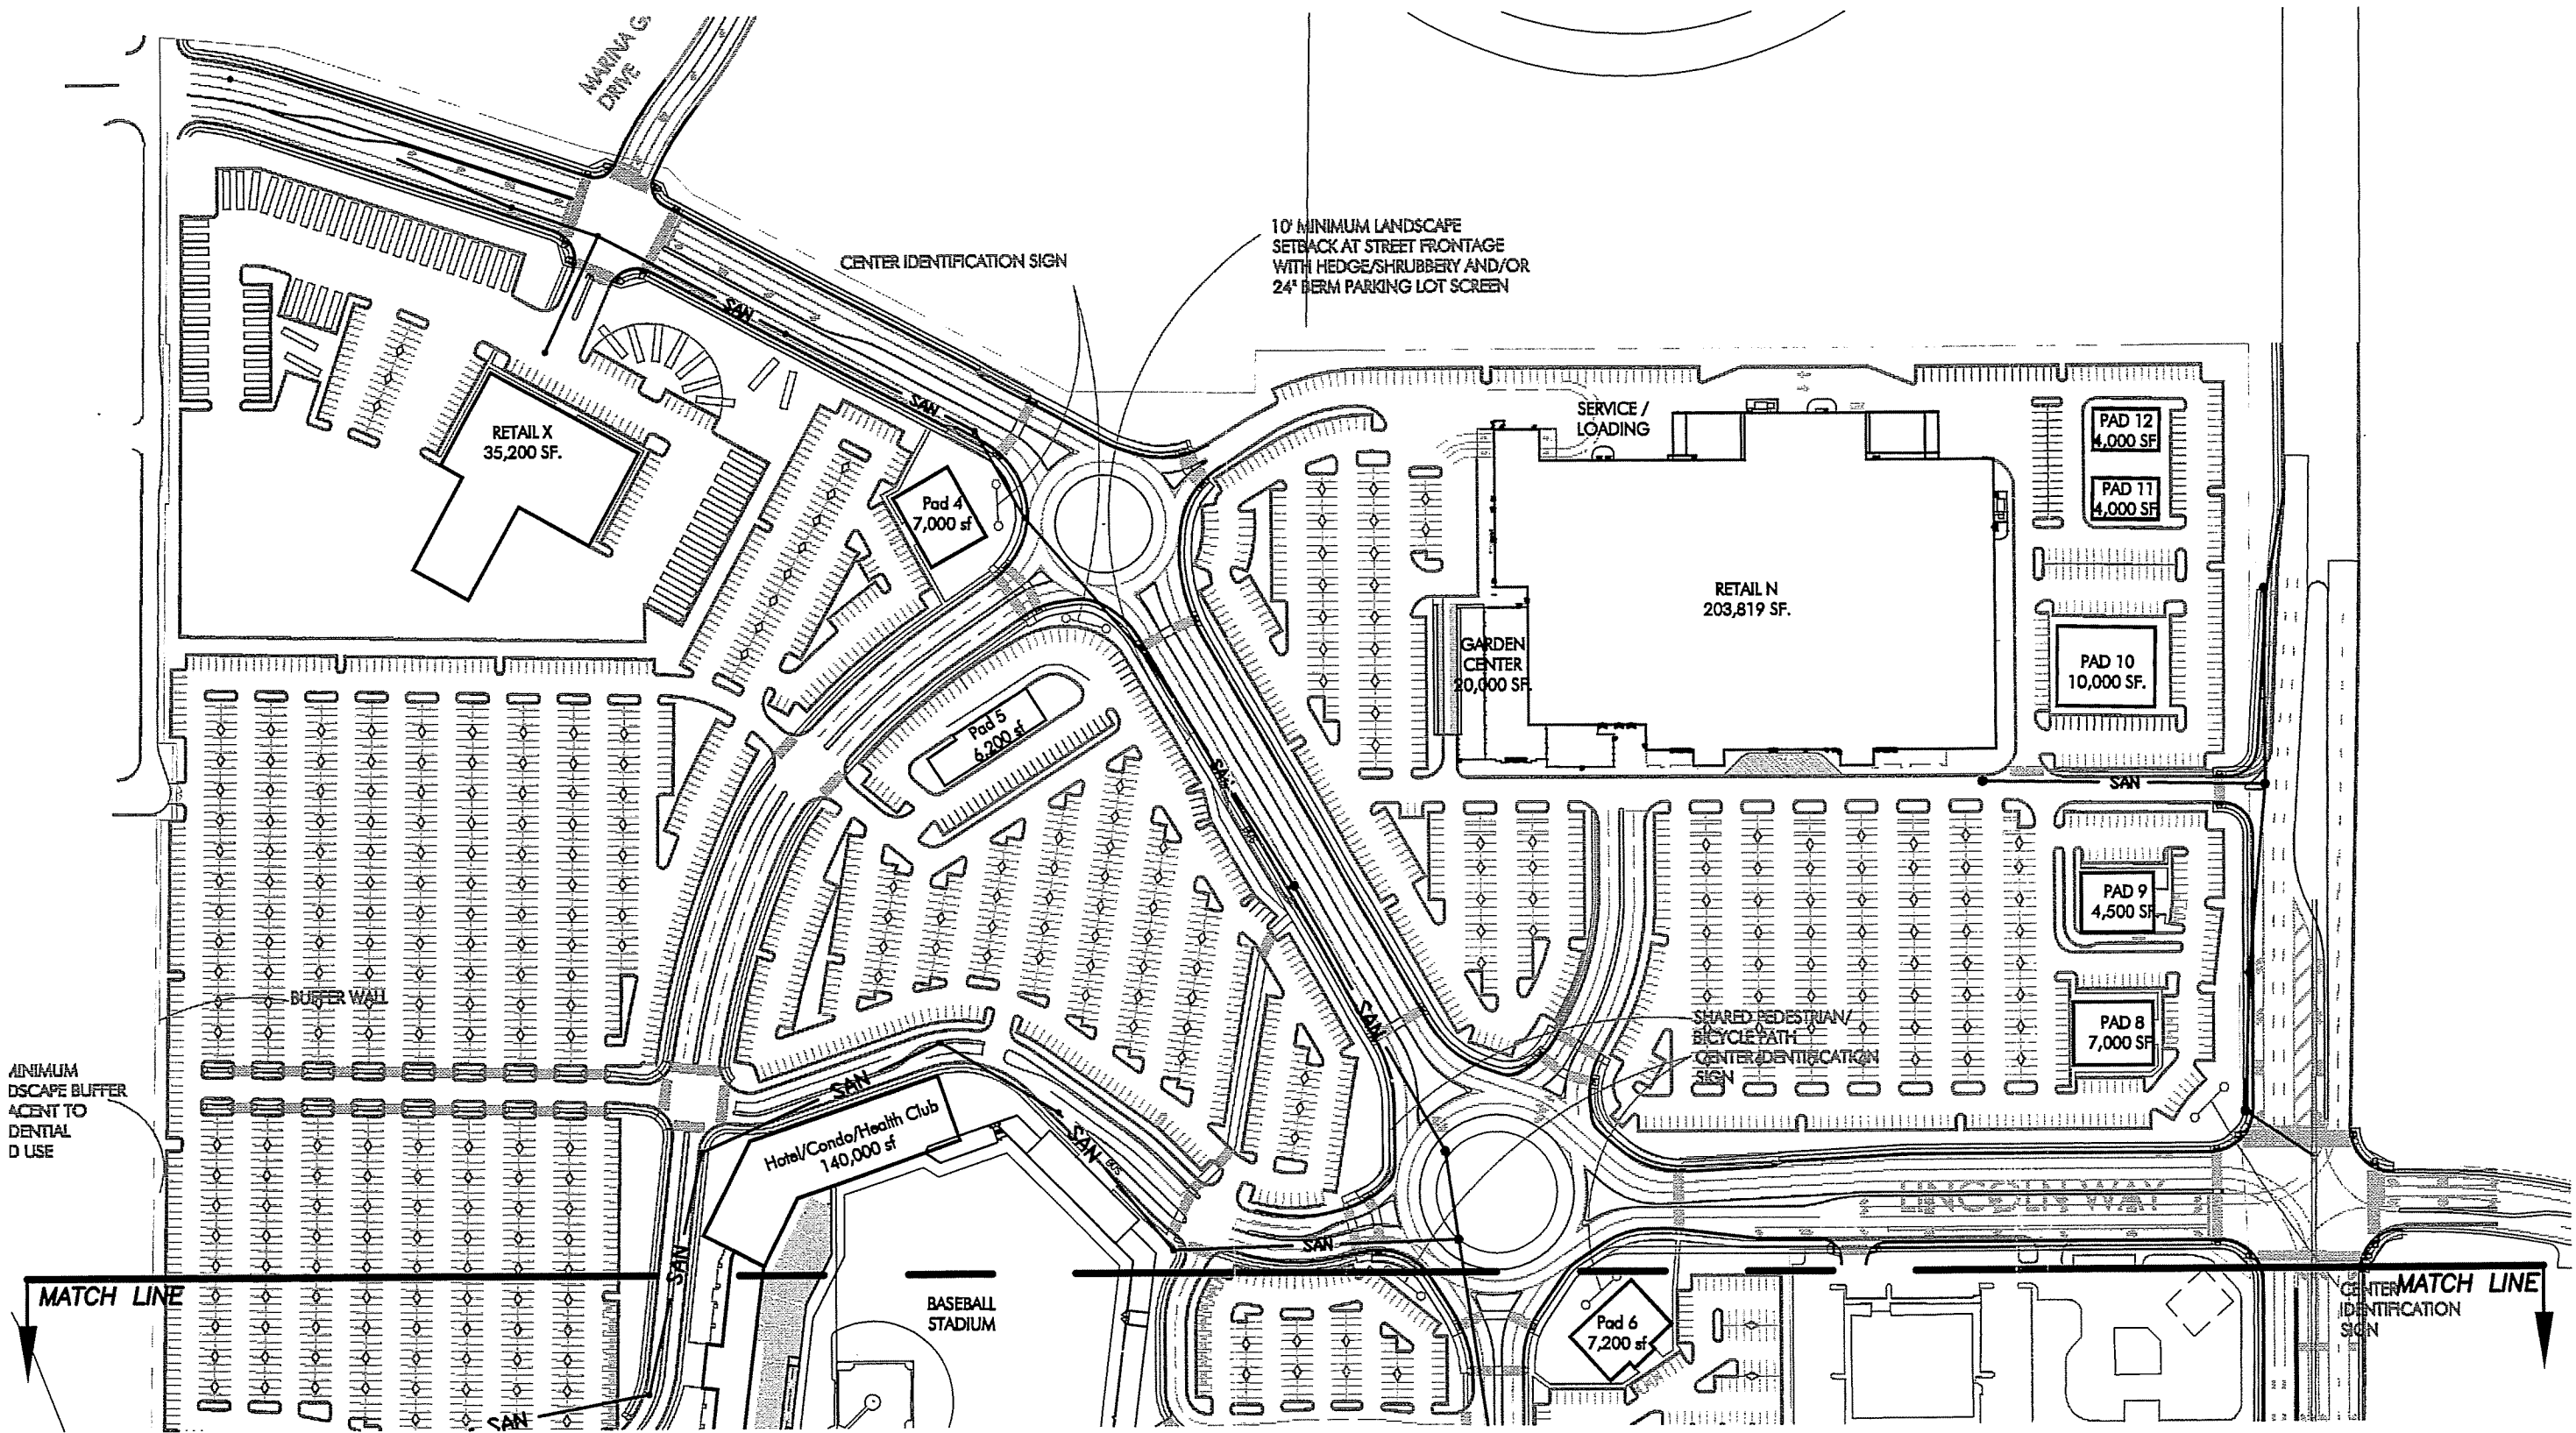 MARINA G
DRIVE
CENTER IDENTIFICATION SIGN
10' MINIMUM LANDSCAPE
SETBACK AT STREET FRONTAGE
WITH HEDGE/SHRUBBERY AND/OR
24" BERM PARKING LOT SCREEN
SAN
SAN
SERVICE /
LOADING
PAD 12
4,000 SF
RETAIL X
35,200 SF.
PAD 11
4,000 SF
Pad 4
7,000 sf
RETAIL N
203,819 SF.
GARDEN
CENTER
20,000 SF.
PAD 10
10,000 SF.
Pad 5
6,200 sf
SAN
SAN
PAD 9
4,500 SF
BUFFER WALL
SAN
SHARED PEDESTRIAN/
BICYCLE PATH
CENTER IDENTIFICATION
SIGN
PAD 8
7,000 SF
MINIMUM
DSCAPE BUFFER
ACENT TO
DENTIAL
D USE
SAN
Hotel/Condo/Health Club
140,000 sf
SAN
LINCOLN WAY
SAN
SAN
MATCH LINE
BASEBALL
STADIUM
Pad 6
7,200 sf
MATCH LINE
CENTER
IDENTIFICATION
SIGN
SAN